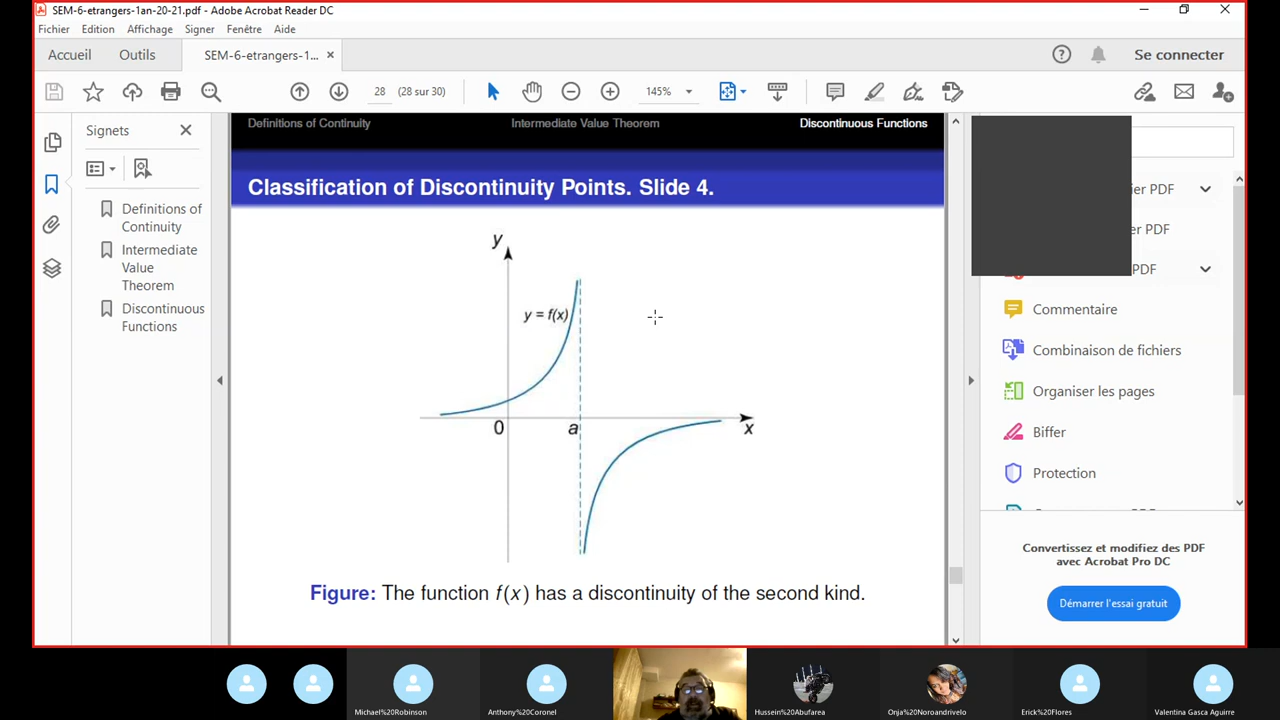 SEM-6-etrangers-1an-20-21.pdf - Adobe Acrobat Reader DC
Fichier Edition Affichage Signer Fenêtre Aide
Accueil Outils SEM-6-etrangers-1... × Se connecter
28 (28 sur 30) 145%
Signets
Definitions of
Continuity
Intermediate
Value
Theorem
Discontinuous
Functions
Definitions of Continuity Intermediate Value Theorem Discontinuous Functions
Classification of Discontinuity Points. Slide 4.
y
y = f(x)
0
a
x
Figure: The function f(x) has a discontinuity of the second kind.
ier PDF
er PDF
PDF
Commentaire
Combinaison de fichiers
Organiser les pages
Biffer
Protection
Convertissez et modifiez des PDF
avec Acrobat Pro DC
Démarrer l'essai gratuit
Michael%20Robinson
Anthony%20Coronel
Hussein%20Abufarea
Onja%20Noroandrivelo
Erick%20Flores
Valentina Gasca Aguirre